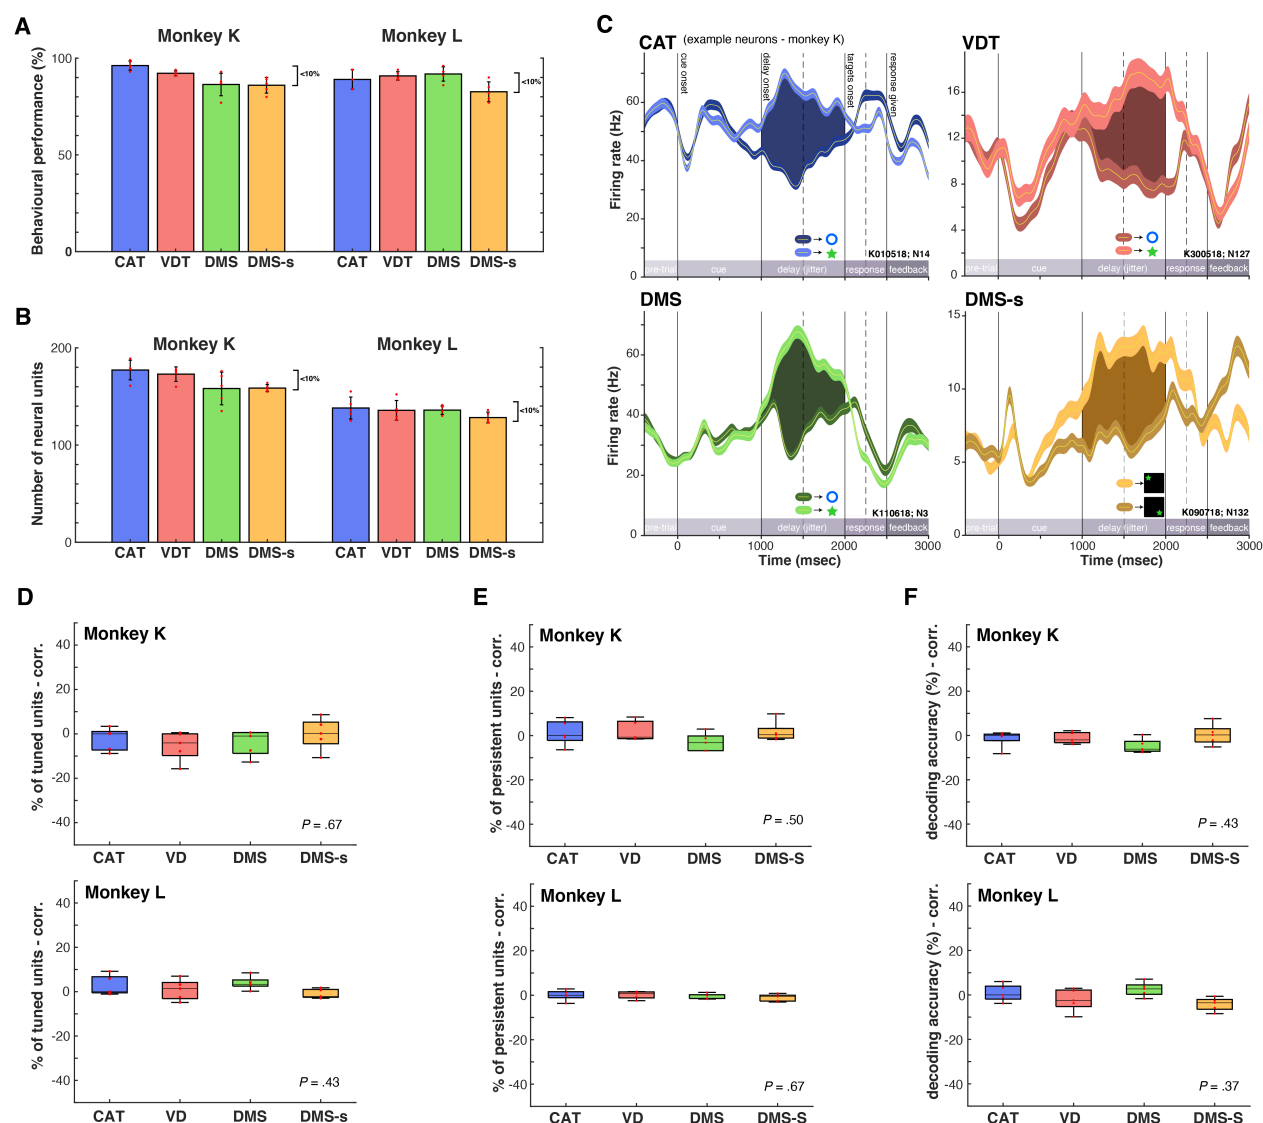 A
Monkey K
Monkey L
Behavioural performance (%)
100
50
0
<10%
<10%
CAT VDT DMS DMS-s
CAT VDT DMS DMS-s
B
Monkey K
Monkey L
Number of neural units
200
100
0
<10%
<10%
CAT VDT DMS DMS-s
CAT VDT DMS DMS-s
C
CAT (example neurons - monkey K)
Firing rate (Hz)
60
40
20
0
cue onset
delay onset
targets onset
response given
K010518; N14
pre-trial cue delay (jitter) response feedback
VDT
16
12
8
4
0
K300518; N127
pre-trial cue delay (jitter) response feedback
DMS
Firing rate (Hz)
60
40
20
0
K110618; N3
pre-trial cue delay (jitter) response feedback
0 1000 2000 3000
Time (msec)
DMS-s
15
10
5
0
K090718; N132
pre-trial cue delay (jitter) response feedback
0 1000 2000 3000
Time (msec)
D
Monkey K
% of tuned units - corr.
40
20
0
-20
-40
P = .67
CAT VD DMS DMS-s
Monkey L
% of tuned units - corr.
40
20
0
-20
-40
P = .43
CAT VD DMS DMS-s
E
Monkey K
% of persistent units - corr.
40
20
0
-20
-40
P = .50
CAT VD DMS DMS-S
Monkey L
% of persistent units - corr.
40
20
0
-20
-40
P = .67
CAT VD DMS DMS-S
F
Monkey K
decoding accuracy (%) - corr.
40
20
0
-20
-40
P = .43
CAT VD DMS DMS-S
Monkey L
decoding accuracy (%) - corr.
40
20
0
-20
-40
P = .37
CAT VD DMS DMS-S